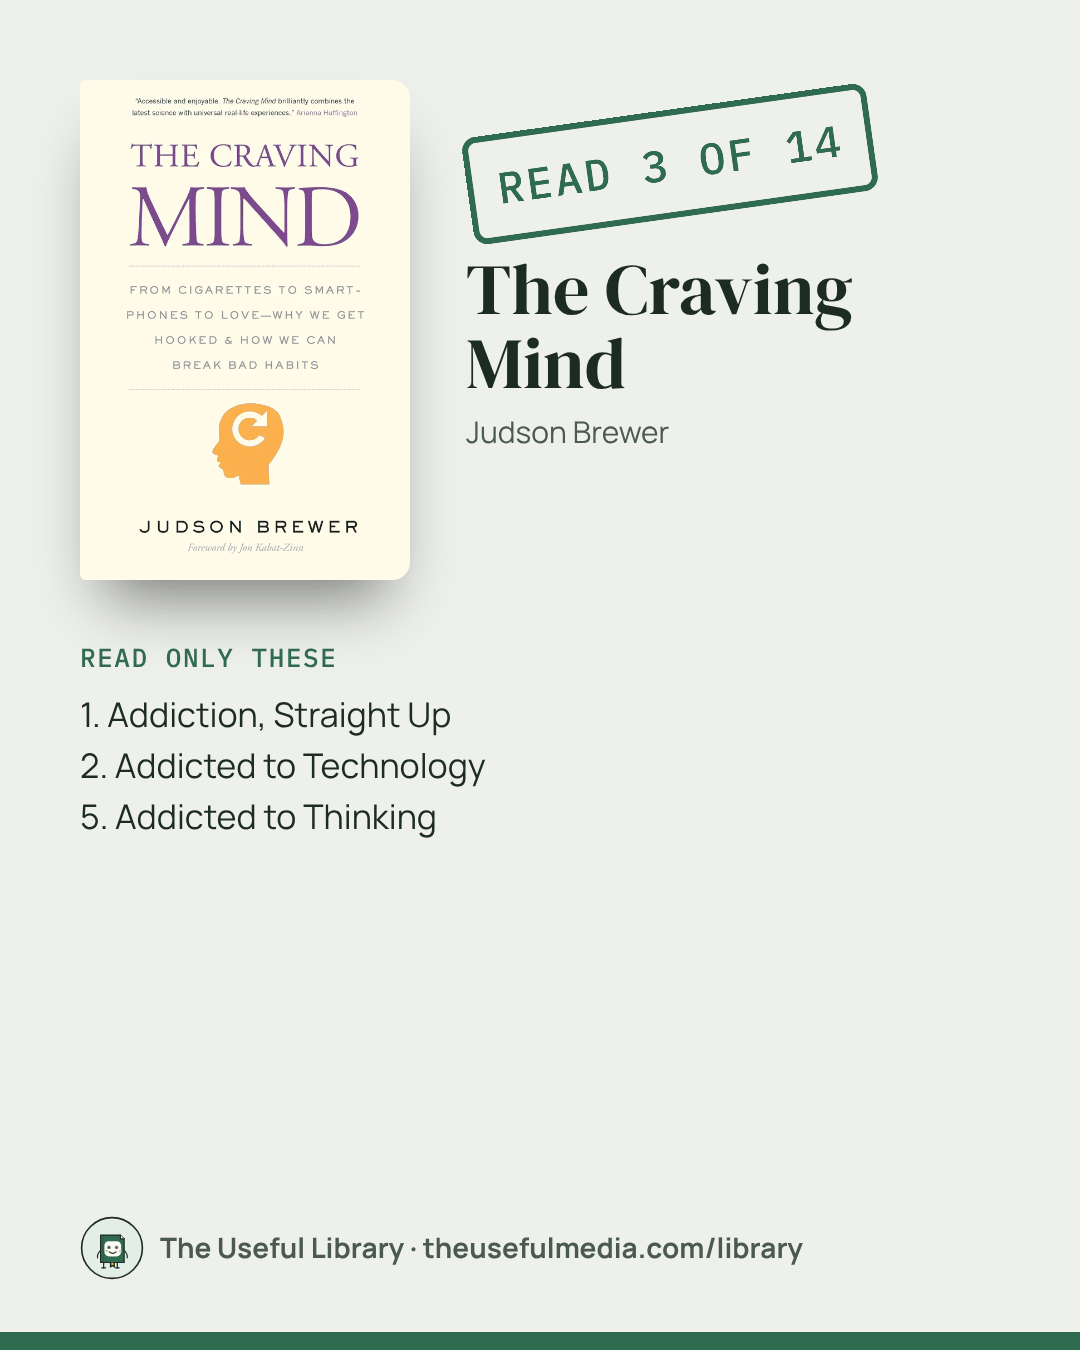 "Accessible and enjoyable, The Craving Mind brilliantly combines the
latest science with universal real-life experiences." Arianna Huffington
THE CRAVING
MIND
FROM CIGARETTES TO SMART-
PHONES TO LOVE—WHY WE GET
HOOKED & HOW WE CAN
BREAK BAD HABITS
JUDSON BREWER
Foreword by Jon Kabat-Zinn
READ 3 OF 14
The Craving
Mind
Judson Brewer
READ ONLY THESE
1. Addiction, Straight Up
2. Addicted to Technology
5. Addicted to Thinking
The Useful Library · theusefulmedia.com/library